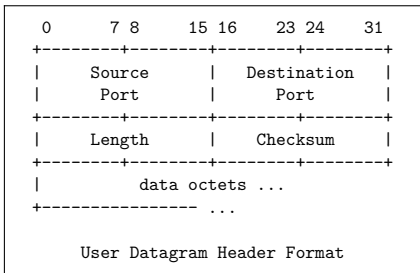 0 7 8 15 16 23 24 31
+--------+--------+--------+--------+
| Source | Destination |
| Port | Port |
+--------+--------+--------+--------+
| Length | Checksum |
+--------+--------+--------+--------+
| data octets ...
+---------------- ...
User Datagram Header Format